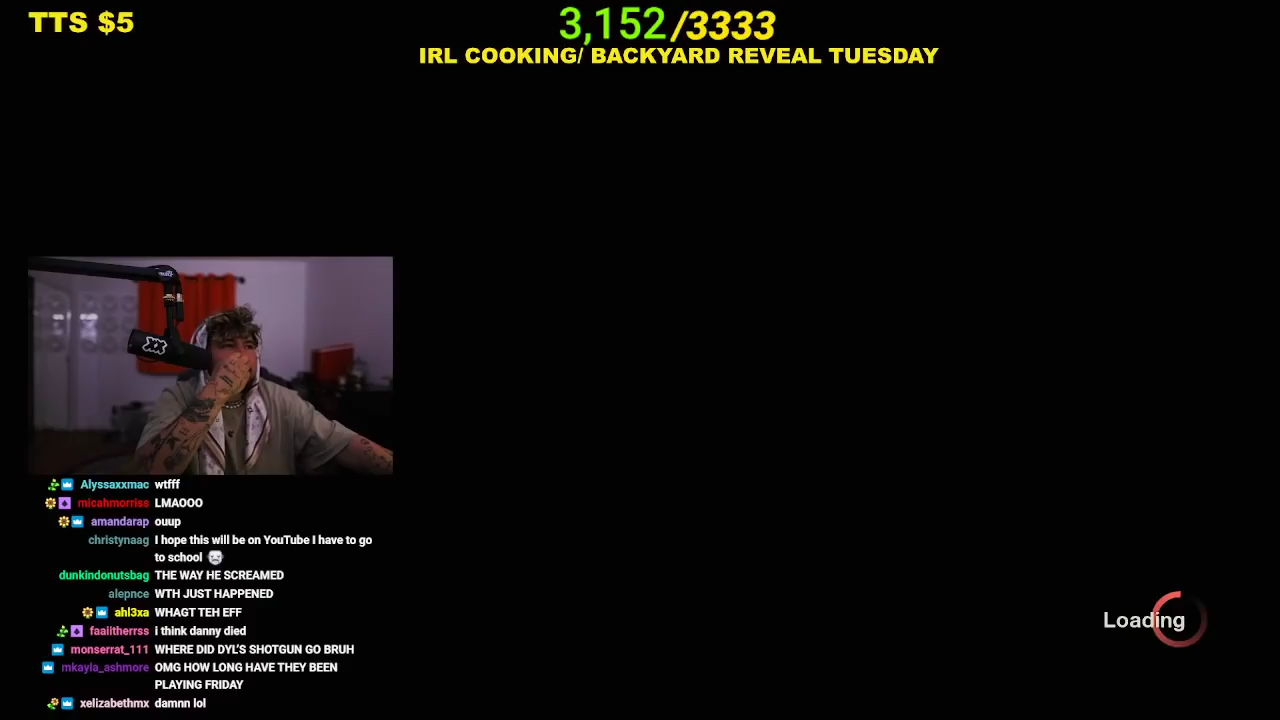 TTS $5
3,152/3333
IRL COOKING/ BACKYARD REVEAL TUESDAY
Alyssaxxmac wtfff
micahmorriss LMAOOO
amandarap ouup
christynaag I hope this will be on YouTube I have to go
to school
dunkindonutsbag THE WAY HE SCREAMED
alepnce WTH JUST HAPPENED
ahl3xa WHAGT TEH EFF
faaiitherrss i think danny died
monserrat_111 WHERE DID DYL'S SHOTGUN GO BRUH
mkayla_ashmore OMG HOW LONG HAVE THEY BEEN
PLAYING FRIDAY
xelizabethmx damnn lol
Loading